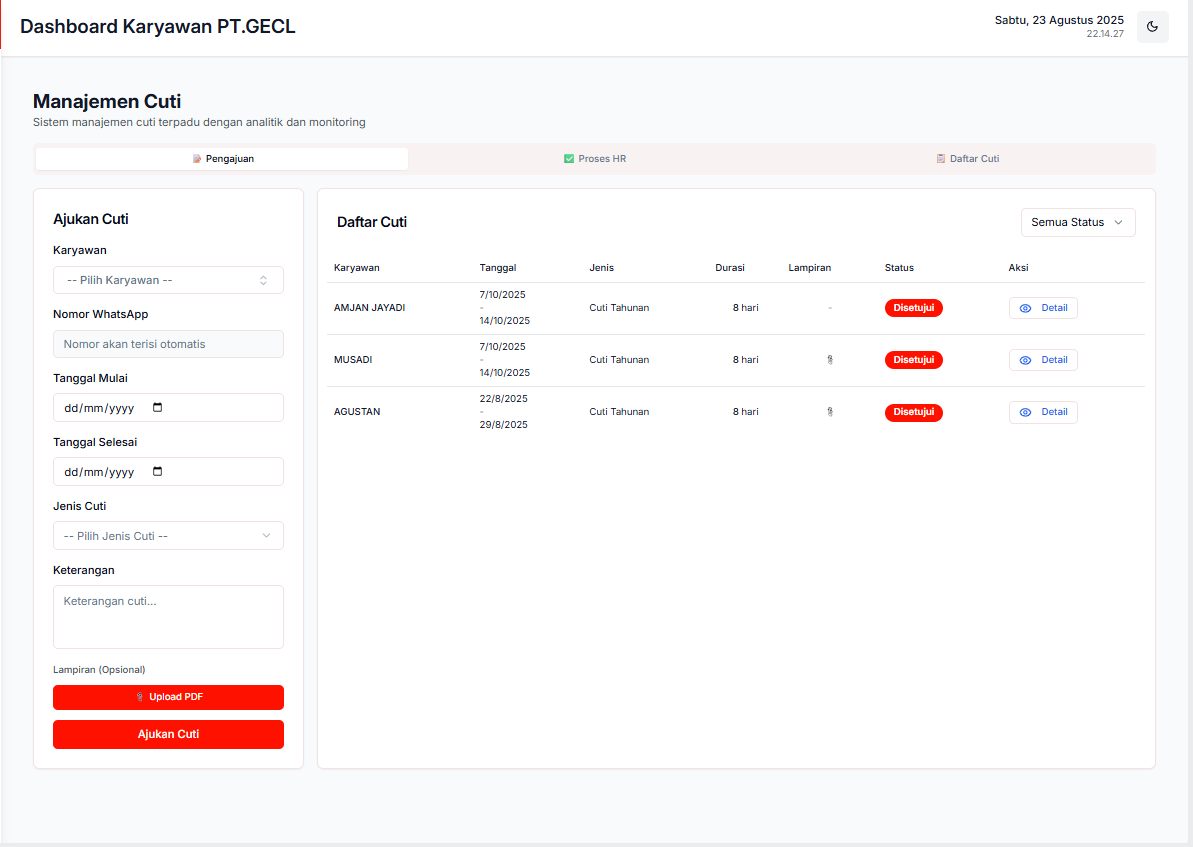 Dashboard Karyawan PT.GECL
Sabtu, 23 Agustus 2025
22.14.27
Manajemen Cuti
Sistem manajemen cuti terpadu dengan analitik dan monitoring
Pengajuan
Proses HR
Daftar Cuti
Ajukan Cuti
Karyawan
-- Pilih Karyawan --
Nomor WhatsApp
Nomor akan terisi otomatis
Tanggal Mulai
dd/mm/yyyy
Tanggal Selesai
dd/mm/yyyy
Jenis Cuti
-- Pilih Jenis Cuti --
Keterangan
Keterangan cuti...
Lampiran (Opsional)
Upload PDF
Ajukan Cuti
Daftar Cuti
Semua Status
Karyawan Tanggal Jenis Durasi Lampiran Status Aksi
7/10/2025
AMJAN JAYADI - Cuti Tahunan 8 hari - Disetujui Detail
14/10/2025
7/10/2025
MUSADI - Cuti Tahunan 8 hari Disetujui Detail
14/10/2025
22/8/2025
AGUSTAN - Cuti Tahunan 8 hari Disetujui Detail
29/8/2025